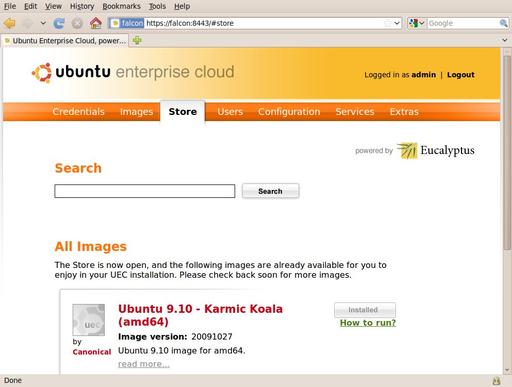 File Edit View History Bookmarks Tools Help
falcon https://falcon:8443/#store
Google
Ubuntu Enterprise Cloud, power...
ubuntu enterprise cloud
Logged in as admin | Logout
Credentials Images Store Users Configuration Services Extras
powered by Eucalyptus
Search
Search
All Images
The Store is now open, and the following images are already available for you to
enjoy in your UEC installation. Please check back soon for more images.
Ubuntu 9.10 - Karmic Koala
(amd64)
Installed
How to run?
uec
by
Canonical
Image version: 20091027
Ubuntu 9.10 image for amd64.
read more...
Done